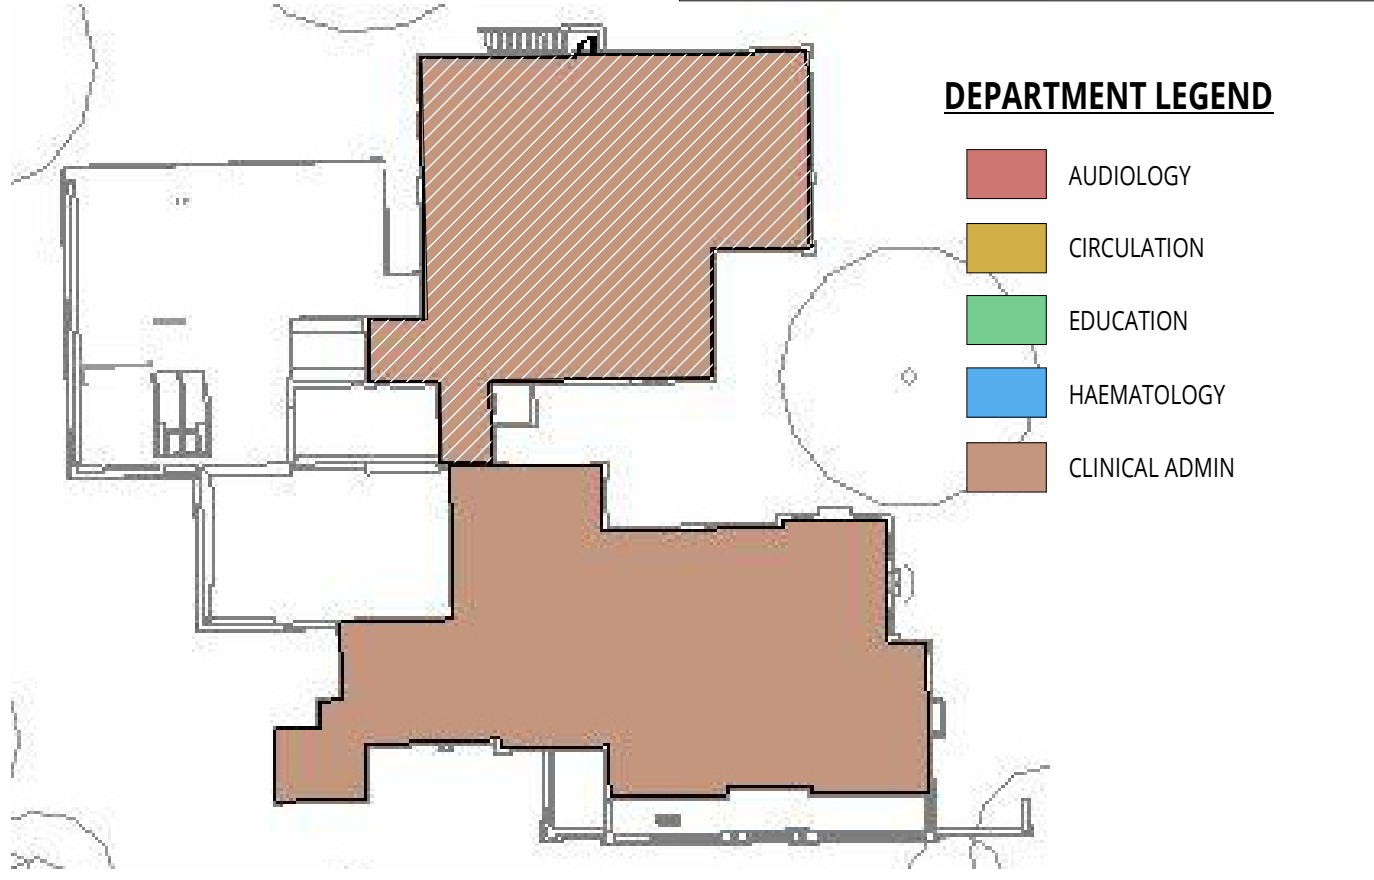 DEPARTMENT LEGEND
AUDIOLOGY
CIRCULATION
EDUCATION
HAEMATOLOGY
CLINICAL ADMIN